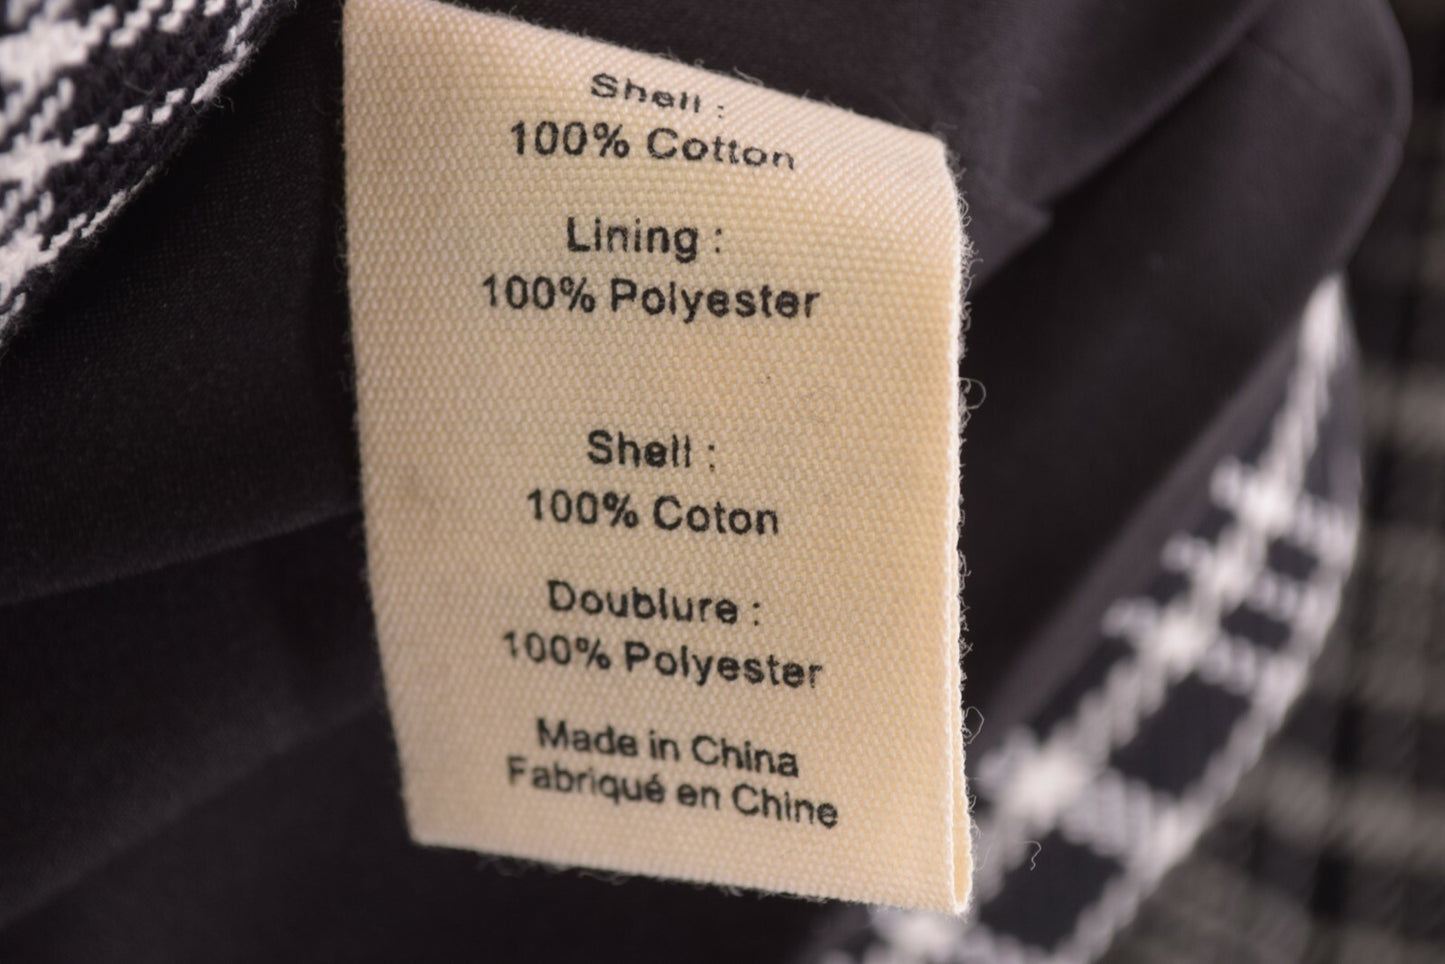 Shell :
100% Cotton
Lining :
100% Polyester
Shell :
100% Coton
Doublure :
100% Polyester
Made in China
Fabriqué en Chine